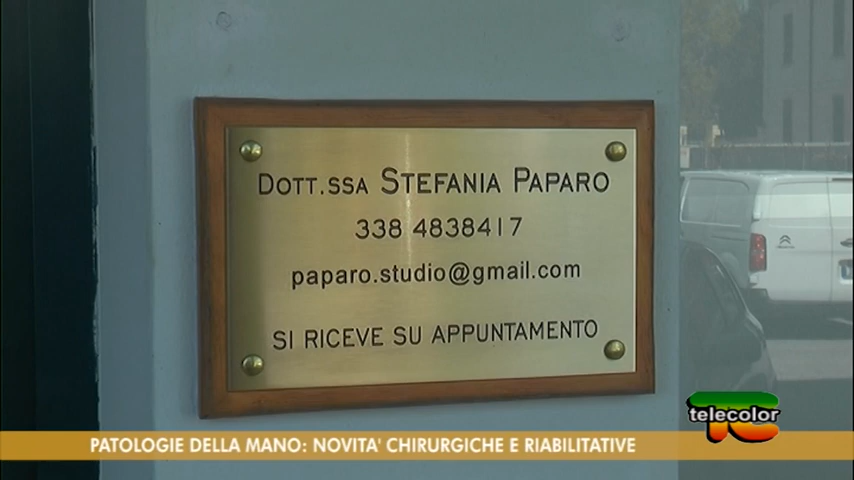 DOTT.SSA STEFANIA PAPARO
338 4838417
paparo.studio@gmail.com
SI RICEVE SU APPUNTAMENTO
telecolor
PATOLOGIE DELLA MANO: NOVITA' CHIRURGICHE E RIABILITATIVE